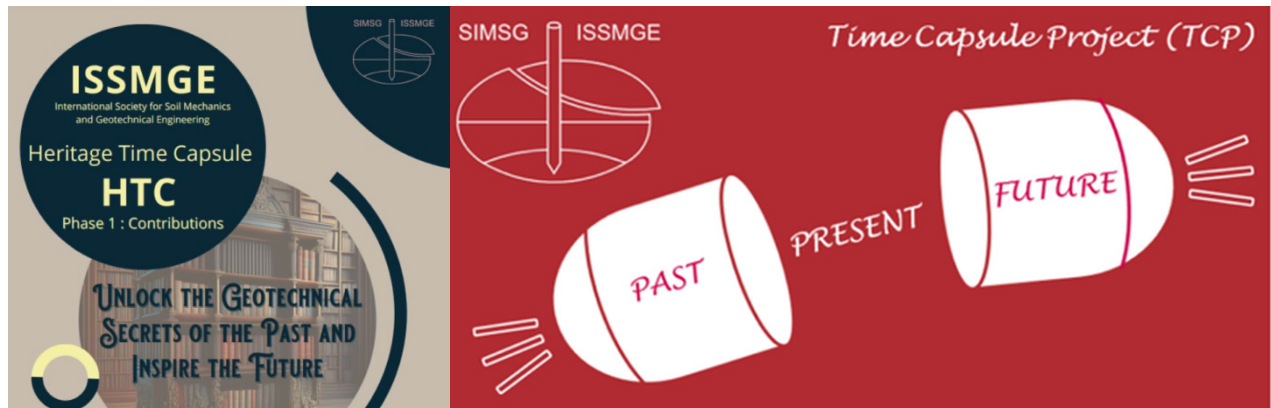 SIMSG ISSMGE
ISSMGE
International Society for Soil Mechanics
and Geotechnical Engineering
Heritage Time Capsule
HTC
Phase 1 : Contributions
Unlock the Geotechnical
Secrets of the Past and
Inspire the Future
SIMSG ISSMGE
Time Capsule Project (TCP)
PAST
PRESENT
FUTURE